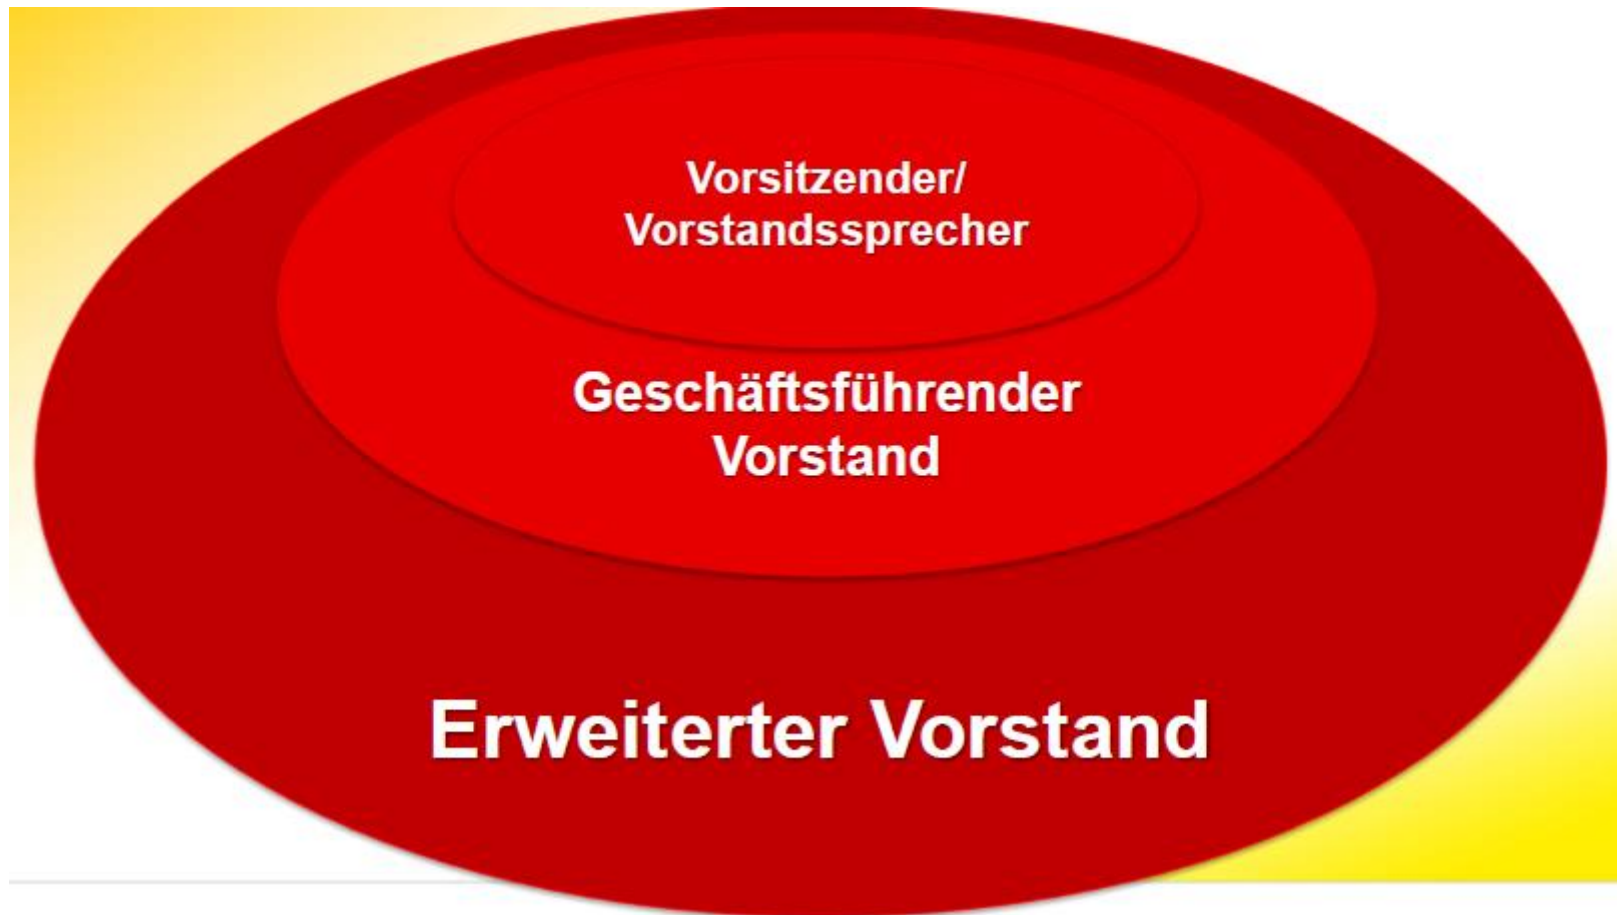 Vorsitzender/
Vorstandssprecher
Geschäftsführender
Vorstand
Erweiterter Vorstand